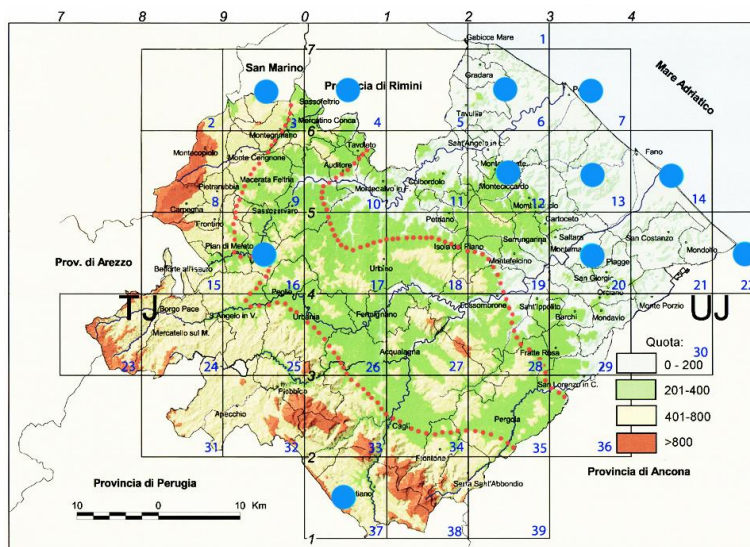 7 8 9 0 1 2 3 4 5
Gabicce Mare
1
7
San Marino
Gradara
Provincia di Rimini
Mare Adriatico
Sassofeltrio
Mercatino Conca
Tavullia
2 3 4 5 6 7
6
Montegrimano
Tavoleto
Sant'Angelo in L.
Fano
Montecopiolo
Monte Cerignone
Auditore
Colbordolo
Pietrarubbia
Macerata Feltria
Montecalvo in F.
Monteciccardo
8 9 10 11 12 13 14
Carpegna
Sassocorvaro
5
Petriano
Cartoceto
Frontino
Serrungarina
Saltara
San Costanzo
Pian di Meleto
Isola del Piano
Mondolfo
Prov. di Arezzo
Urbino
Montefelcino
Piagge
Belforte all'Isauro
San Giorgio
15 16 17 18 19 20 21 22
Peglio
Orciano
TJ
4
UJ
Borgo Pace
Urbania
Fermignano
Fossombrone
Sant'Ippolito
Monte Porzio
S.Angelo in V.
Barchi
Mondavio
Mercatello sul M.
Quota:
Acqualagna
Fratte Rosa
0 - 200
23 24 25 26 27 28 29 30
3
San Lorenzo in C.
201-400
Piobbico
Apecchio
401-800
Cagli
Pergola
>800
31 32 33 34 35 36
2
Frontone
Provincia di Ancona
Provincia di Perugia
Serra Sant'Abbondio
10 0 10 Km
37 38 39
1